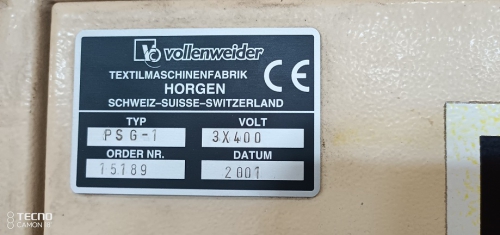 vollenweider
TEXTILMASCHINENFABRIK
HORGEN
SCHWEIZ-SUISSE-SWITZERLAND
CE
TYP VOLT
PSG-1 3X400
ORDER NR. DATUM
15189 2001
TECNO
CAMON